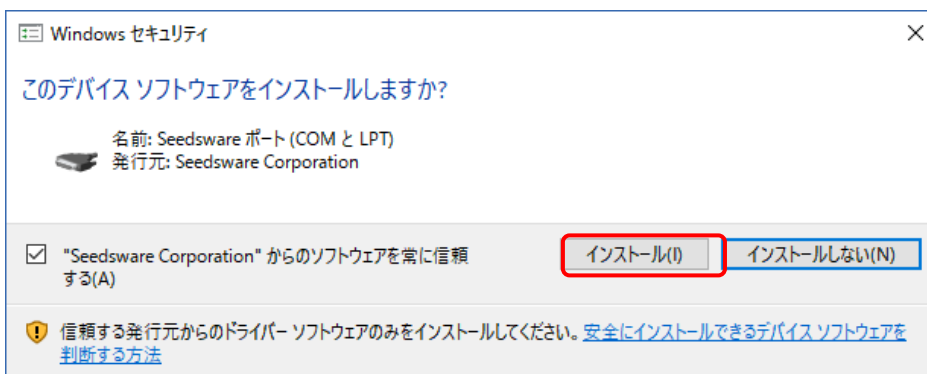 Windows セキュリティ
このデバイス ソフトウェアをインストールしますか?
名前: Seedsware ポート (COM と LPT)
発行元: Seedsware Corporation
"Seedsware Corporation" からのソフトウェアを常に信頼
する(A)
インストール(I)
インストールしない(N)
信頼する発行元からのドライバー ソフトウェアのみをインストールしてください。安全にインストールできるデバイス ソフトウェアを
判断する方法